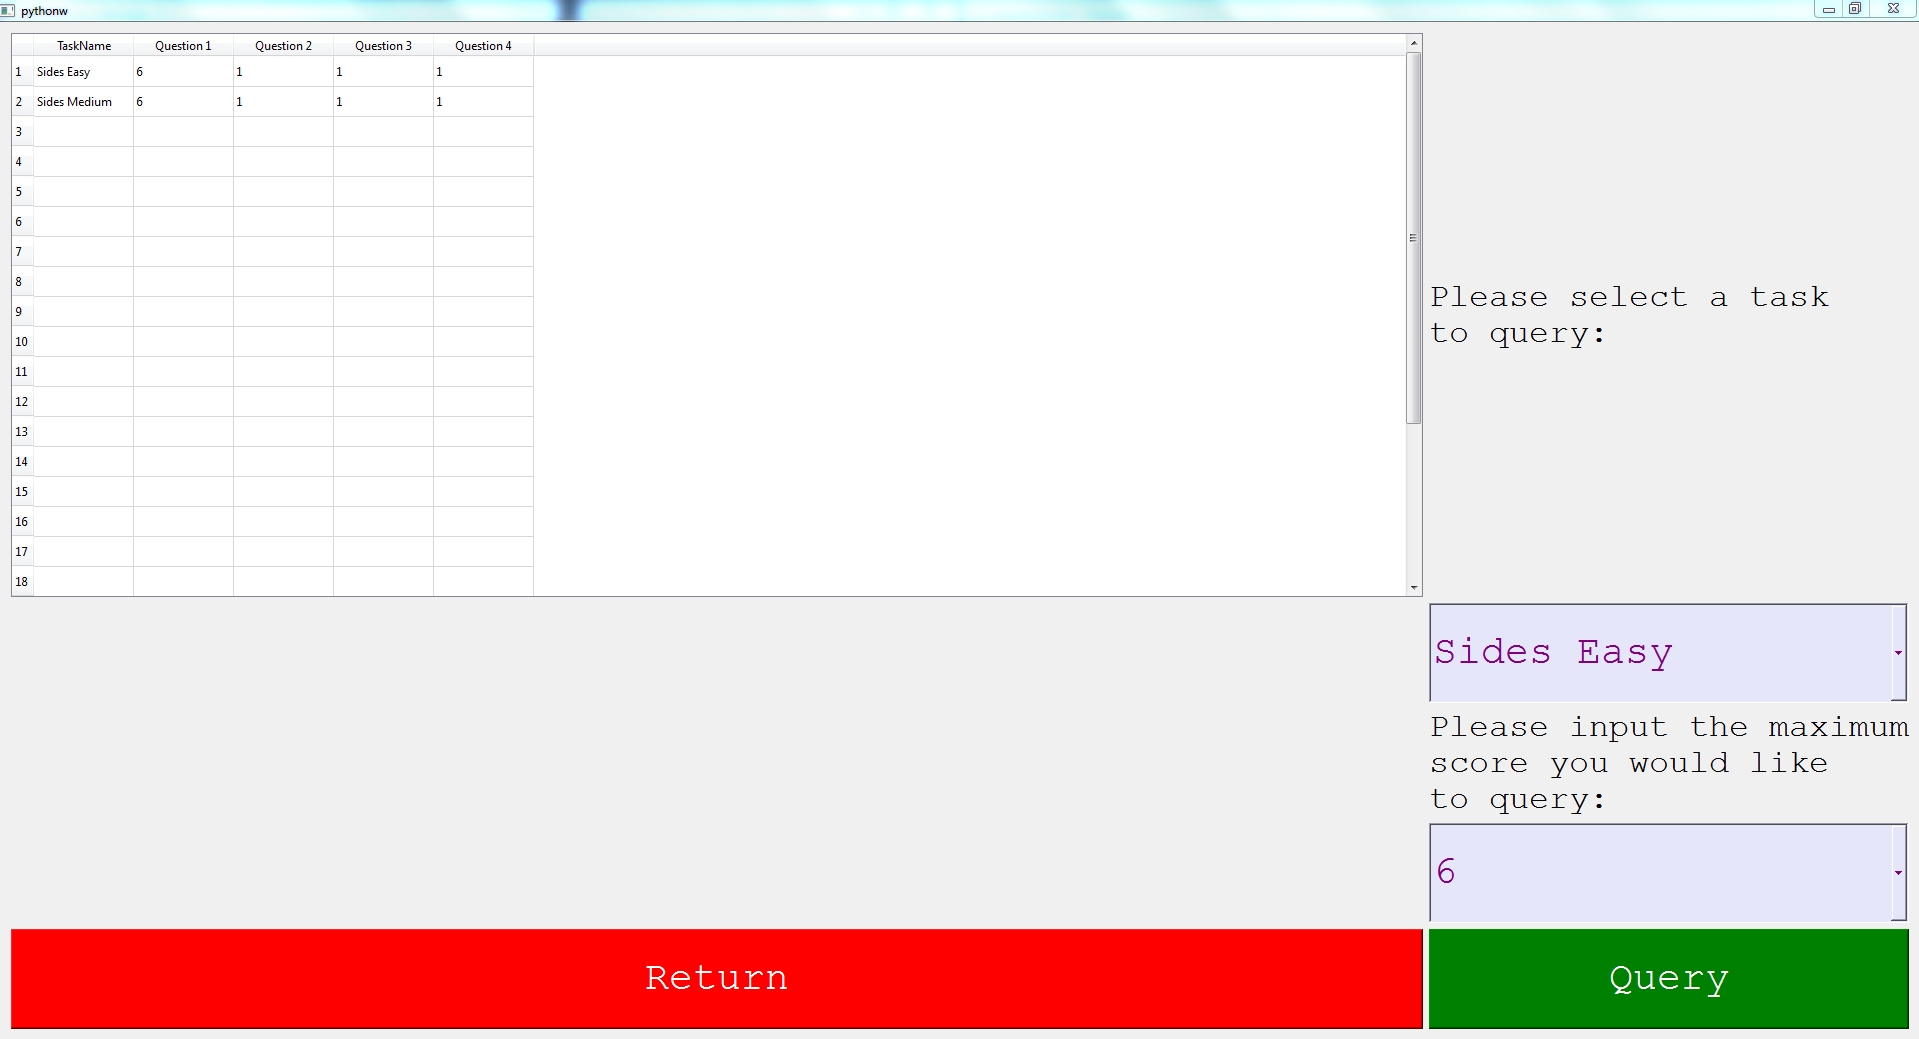 pythonw
TaskName Question 1 Question 2 Question 3 Question 4
1 Sides Easy 6 1 1 1
2 Sides Medium 6 1 1 1
3
4
5
6
7
8
9
10
11
12
13
14
15
16
17
18
Please select a task
to query:
Sides Easy
Please input the maximum
score you would like
to query:
6
Return
Query